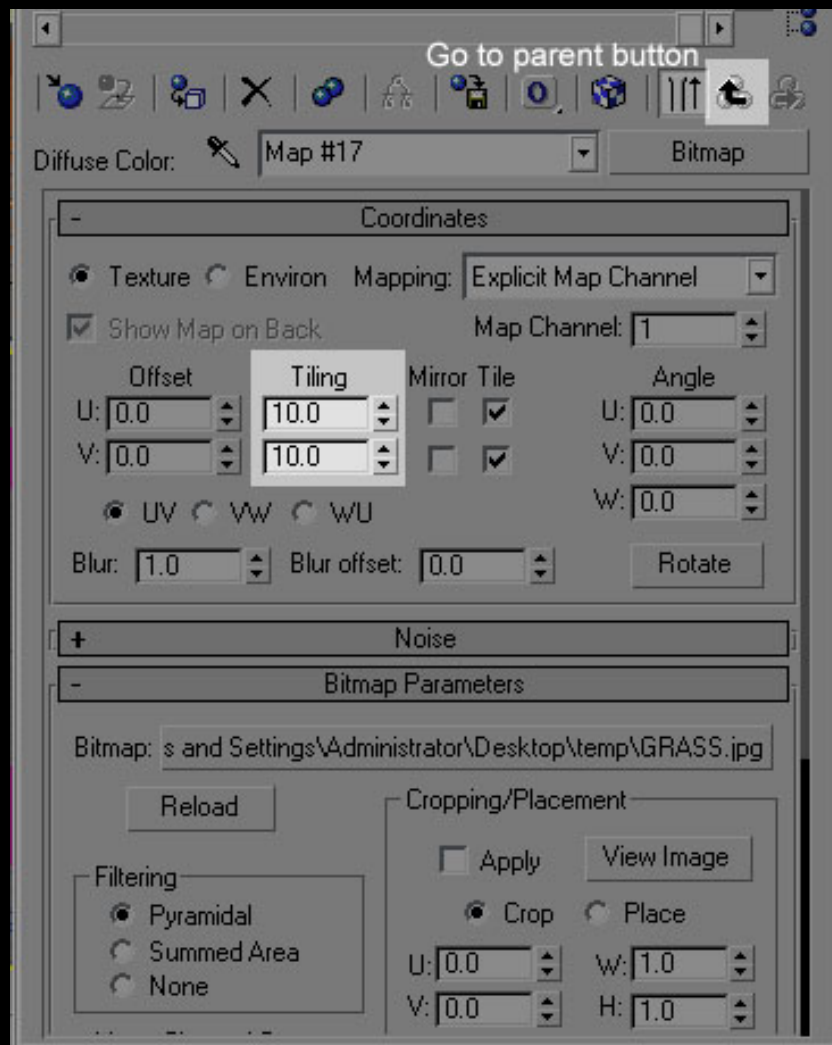 Go to parent button
Diffuse Color: Map #17 Bitmap
- Coordinates
Texture Environ Mapping: Explicit Map Channel
Show Map on Back Map Channel: 1
Offset Tiling Mirror Tile Angle
U: 0.0 10.0 U: 0.0
V: 0.0 10.0 V: 0.0
UV VW WU W: 0.0
Blur: 1.0 Blur offset: 0.0 Rotate
+ Noise
- Bitmap Parameters
Bitmap: s and Settings\Administrator\Desktop\temp\GRASS.jpg
Reload Cropping/Placement
Apply View Image
Filtering
Pyramidal Crop Place
Summed Area U: 0.0 W: 1.0
None V: 0.0 H: 1.0